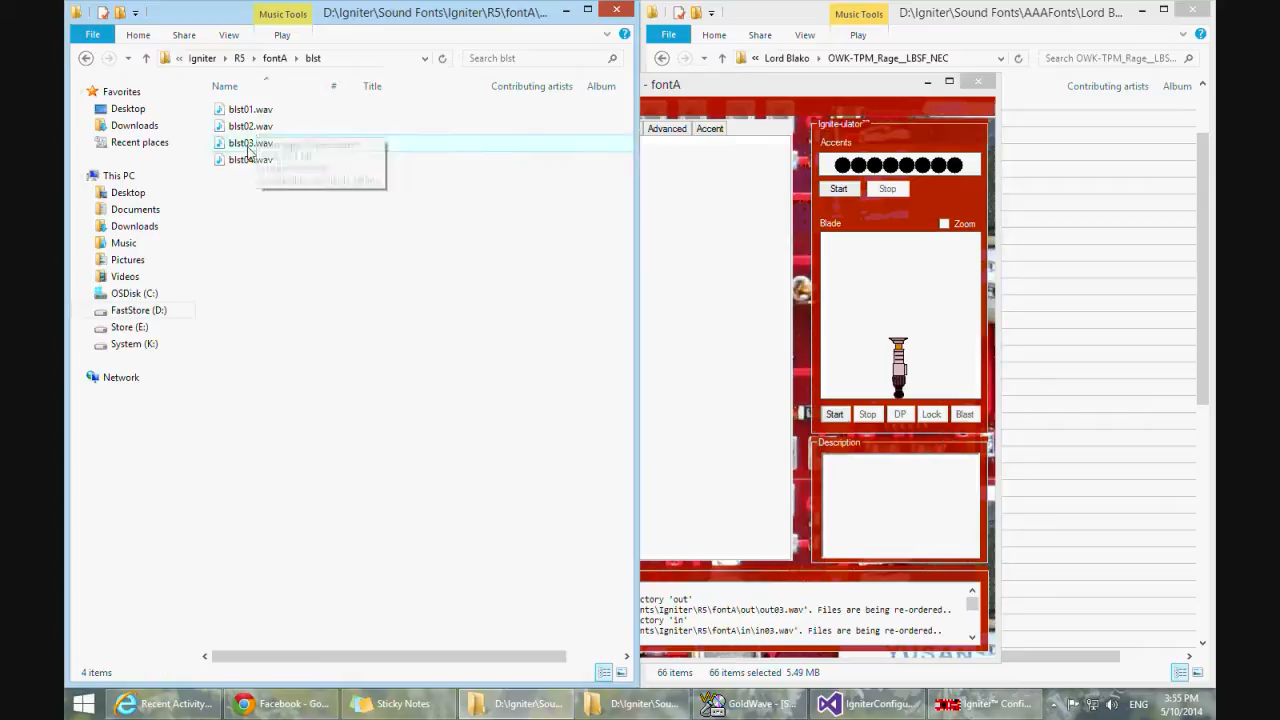 Music Tools
D:\Igniter\Sound Fonts\Igniter\R5\fontA\...
File
Home
Share
View
Play
Igniter
R5
fontA
blst
Search blst
Name
#
Title
Contributing artists
Album
Favorites
Desktop
Downloads
Recent places
This PC
Desktop
Documents
Downloads
Music
Pictures
Videos
OSDisk (C:)
FastStore (D:)
Store (E:)
System (K:)
Network
blst01.wav
blst02.wav
blst03.wav
blst04.wav
4 items
Music Tools
D:\Igniter\Sound Fonts\AAAFonts\Lord B...
File
Home
Share
View
Play
Lord Blako
OWK-TPM_Rage__LBSF_NEC
Search OWK-TPM_Rage__LBS...
Contributing artists
Album
- fontA
Advanced
Accent
Ignite-ulator™
Accents
Start
Stop
Blade
Zoom
Start
Stop
DP
Lock
Blast
Description
ctory 'out'
nts\Igniter\R5\fontA\out\out03.wav'. Files are being re-ordered..
ctory 'in'
nts\Igniter\R5\fontA\in\in03.wav'. Files are being re-ordered..
66 items
66 items selected 5.49 MB
Recent Activity...
Facebook - Go...
Sticky Notes
D:\Igniter\Sou...
D:\Igniter\Sou...
GoldWave - [S...
IgniterConfigu...
Igniter™ Confi...
3:55 PM
5/10/2014